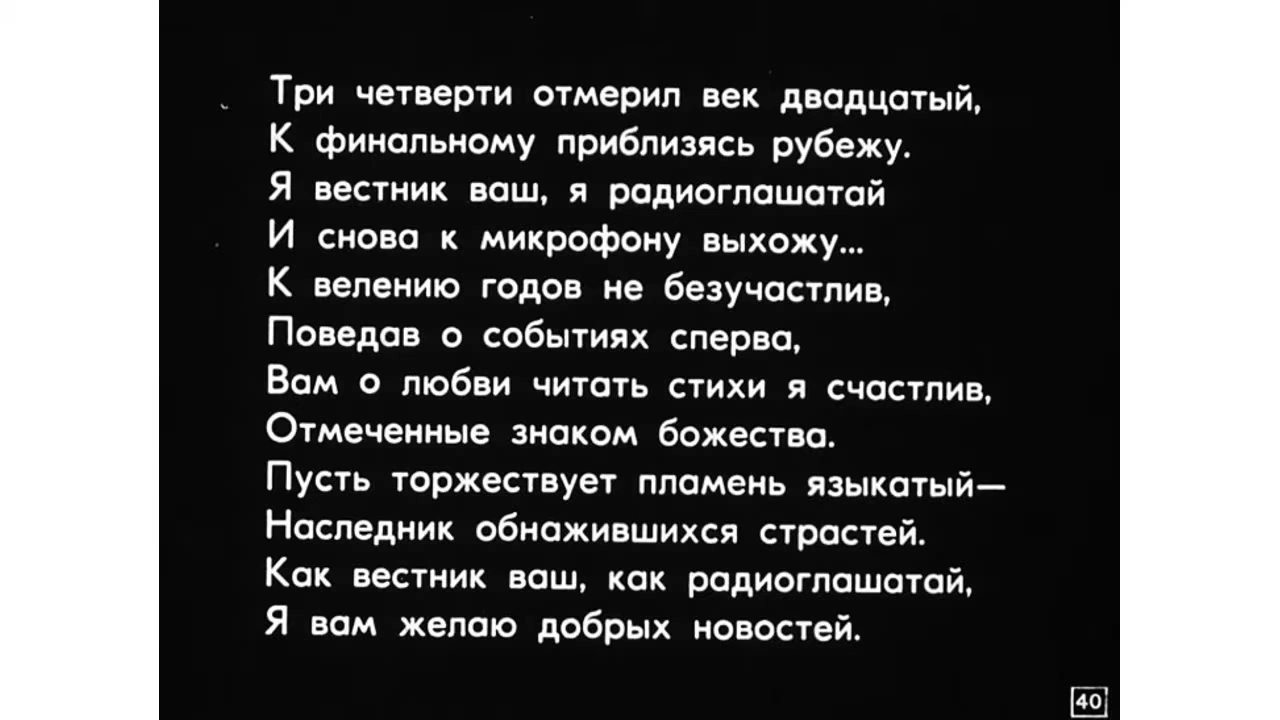 Три четверти отмерил век двадцатый,
К финальному приблизясь рубежу.
Я вестник ваш, я радиоглашатай
И снова к микрофону выхожу...
К велению годов не безучастлив,
Поведав о событиях сперва,
Вам о любви читать стихи я счастлив,
Отмеченные знаком божества.
Пусть торжествует пламень языкатый—
Наследник обнажившихся страстей.
Как вестник ваш, как радиоглашатай,
Я вам желаю добрых новостей.
40